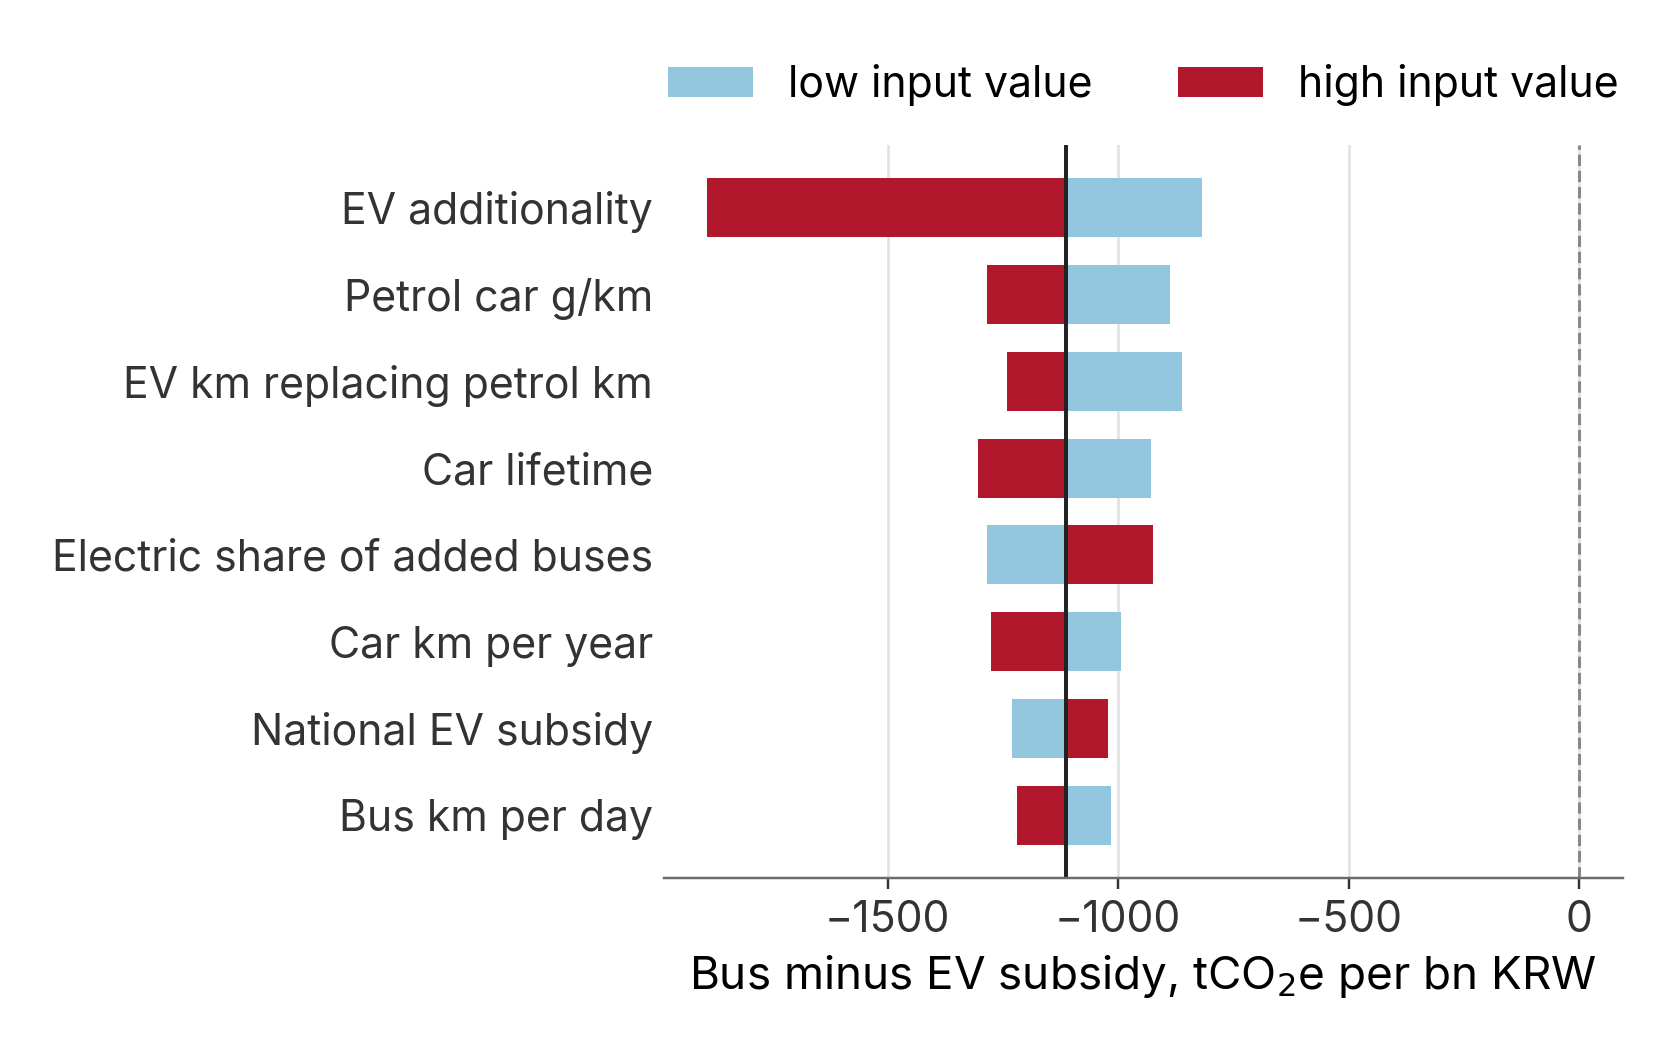 low input value high input value
EV additionality
Petrol car g/km
EV km replacing petrol km
Car lifetime
Electric share of added buses
Car km per year
National EV subsidy
Bus km per day
−1500 −1000 −500 0
Bus minus EV subsidy, tCO₂e per bn KRW